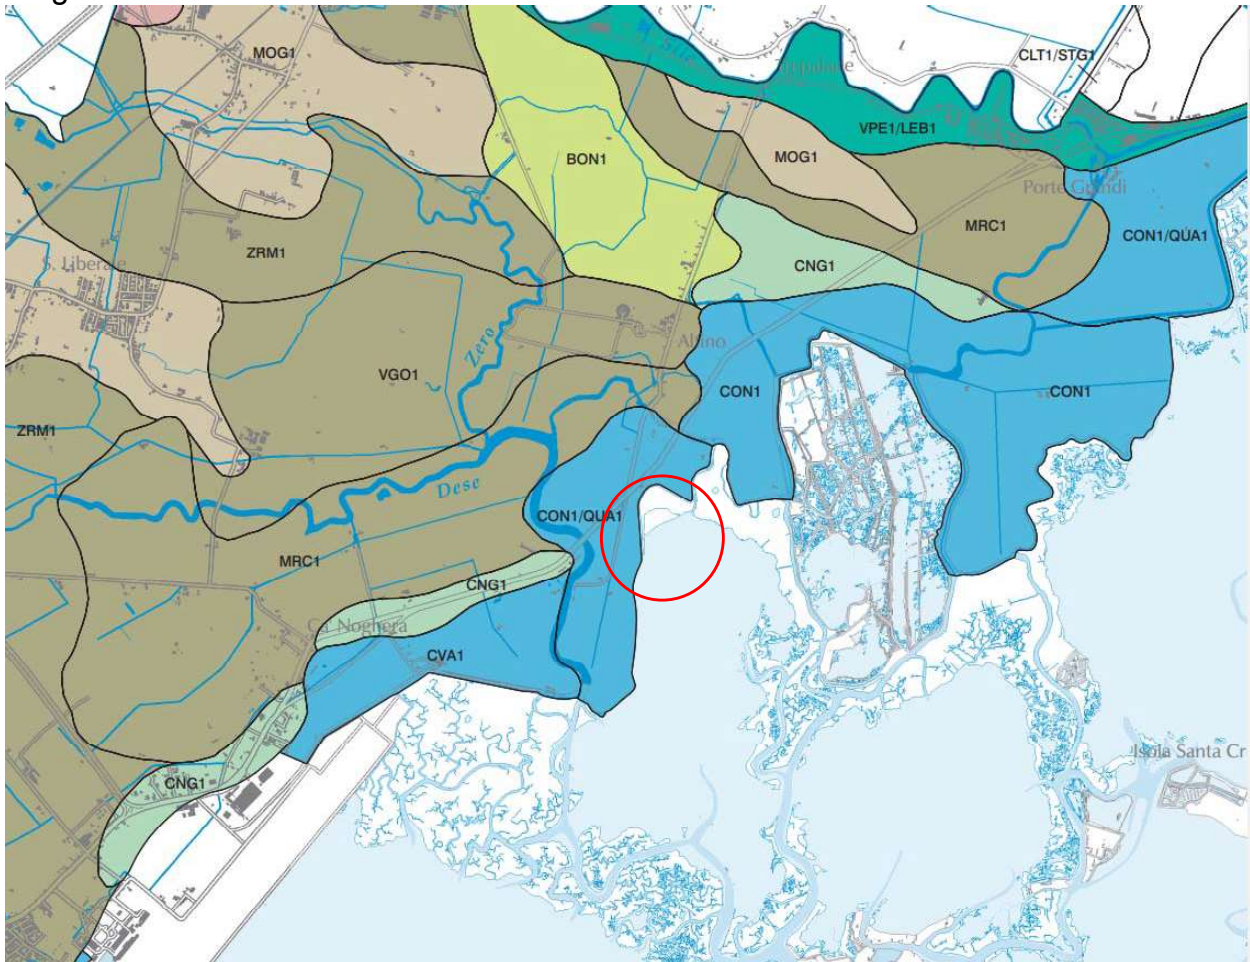 MOG1
CLT1/STG1
VPE1/LEB1
BON1
MOG1
Porte Grandi
MRC1
CON1/QUA1
ZRM1
S. Liberale
CNG1
Zero
Altino
VGO1
CON1
CON1
ZRM1
Dese
CON1/QUA1
MRC1
CNG1
Ca' Noghera
CVA1
Isola Santa Cr
CNG1